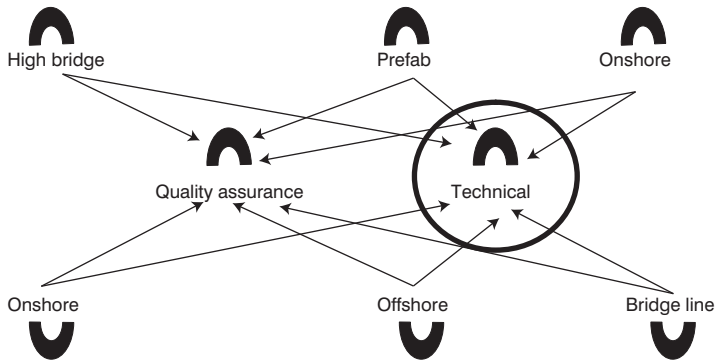 High bridge
Prefab
Onshore
Quality assurance
Technical
Onshore
Offshore
Bridge line